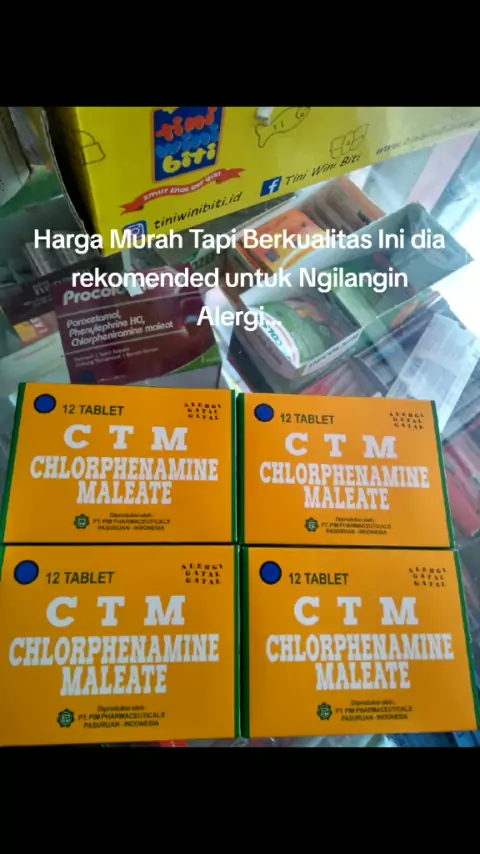 tini
wini
biti
tiniwinibiti.id
Tini Wini Biti
Harga Murah Tapi Berkualitas Ini dia
rekomended untuk Ngilangin
Alergi...
Procol
Paracetamol,
Phenylephrine HCl,
Chlorpheniramine maleat
12 TABLET
ALERGI
GATAL
GATAL
C T M
CHLORPHENAMINE
MALEATE
Diproduksi oleh :
PT. PIM PHARMACEUTICALS
PASURUAN - INDONESIA
12 TABLET
ALERGI
GATAL
GATAL
C T M
CHLORPHENAMINE
MALEATE
Diproduksi oleh :
PT. PIM PHARMACEUTICALS
PASURUAN - INDONESIA
12 TABLET
ALERGI
GATAL
GATAL
C T M
CHLORPHENAMINE
MALEATE
Diproduksi oleh :
PT. PIM PHARMACEUTICALS
PASURUAN - INDONESIA
12 TABLET
ALERGI
GATAL
GATAL
C T M
CHLORPHENAMINE
MALEATE
Diproduksi oleh :
PT. PIM PHARMACEUTICALS
PASURUAN - INDONESIA